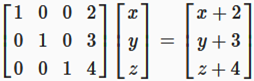 [1 0 0 2] [x] = [x + 2]
[0 1 0 3] [y] = [y + 3]
[0 0 1 4] [z] = [z + 4]